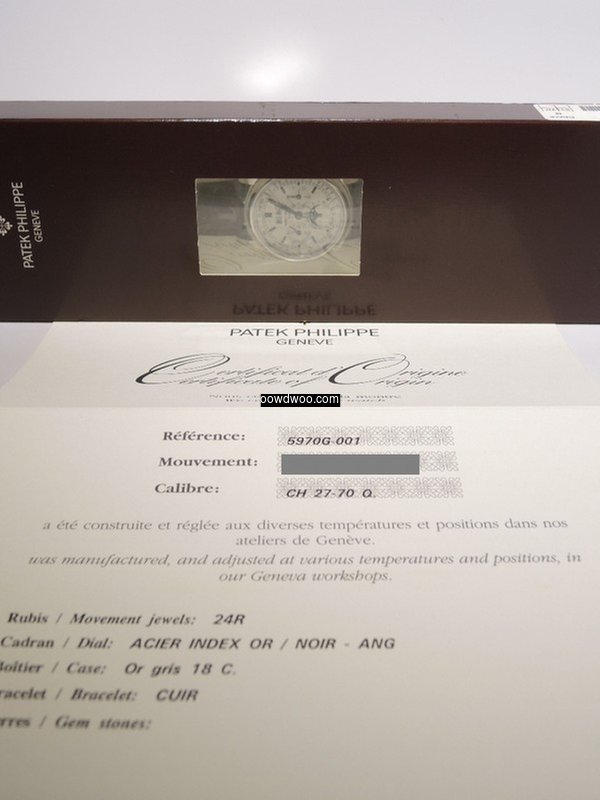 PATEK PHILIPPE
GENEVE
PATEK PHILIPPE
GENEVE
Certificat d'Origine
Certificate of Origin
oowdwoo.com
Référence: 5970G-001
Mouvement:
Calibre: CH 27-70 Q.
a été construite et réglée aux diverses températures et positions dans nos
ateliers de Genève.
was manufactured, and adjusted at various temperatures and positions, in
our Geneva workshops.
Rubis / Movement jewels: 24R
Cadran / Dial: ACIER INDEX OR / NOIR - ANG
Boîtier / Case: Or gris 18 C.
racelet / Bracelet: CUIR
rres / Gem stones: